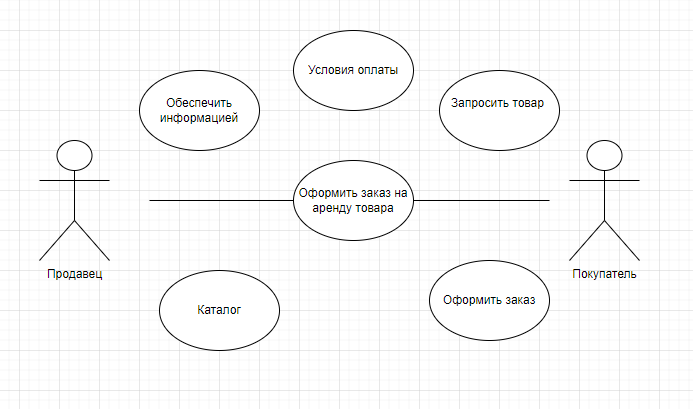 Условия оплаты
Обеспечить
информацией
Запросить товар
Оформить заказ на
аренду товара
Продавец
Покупатель
Каталог
Оформить заказ